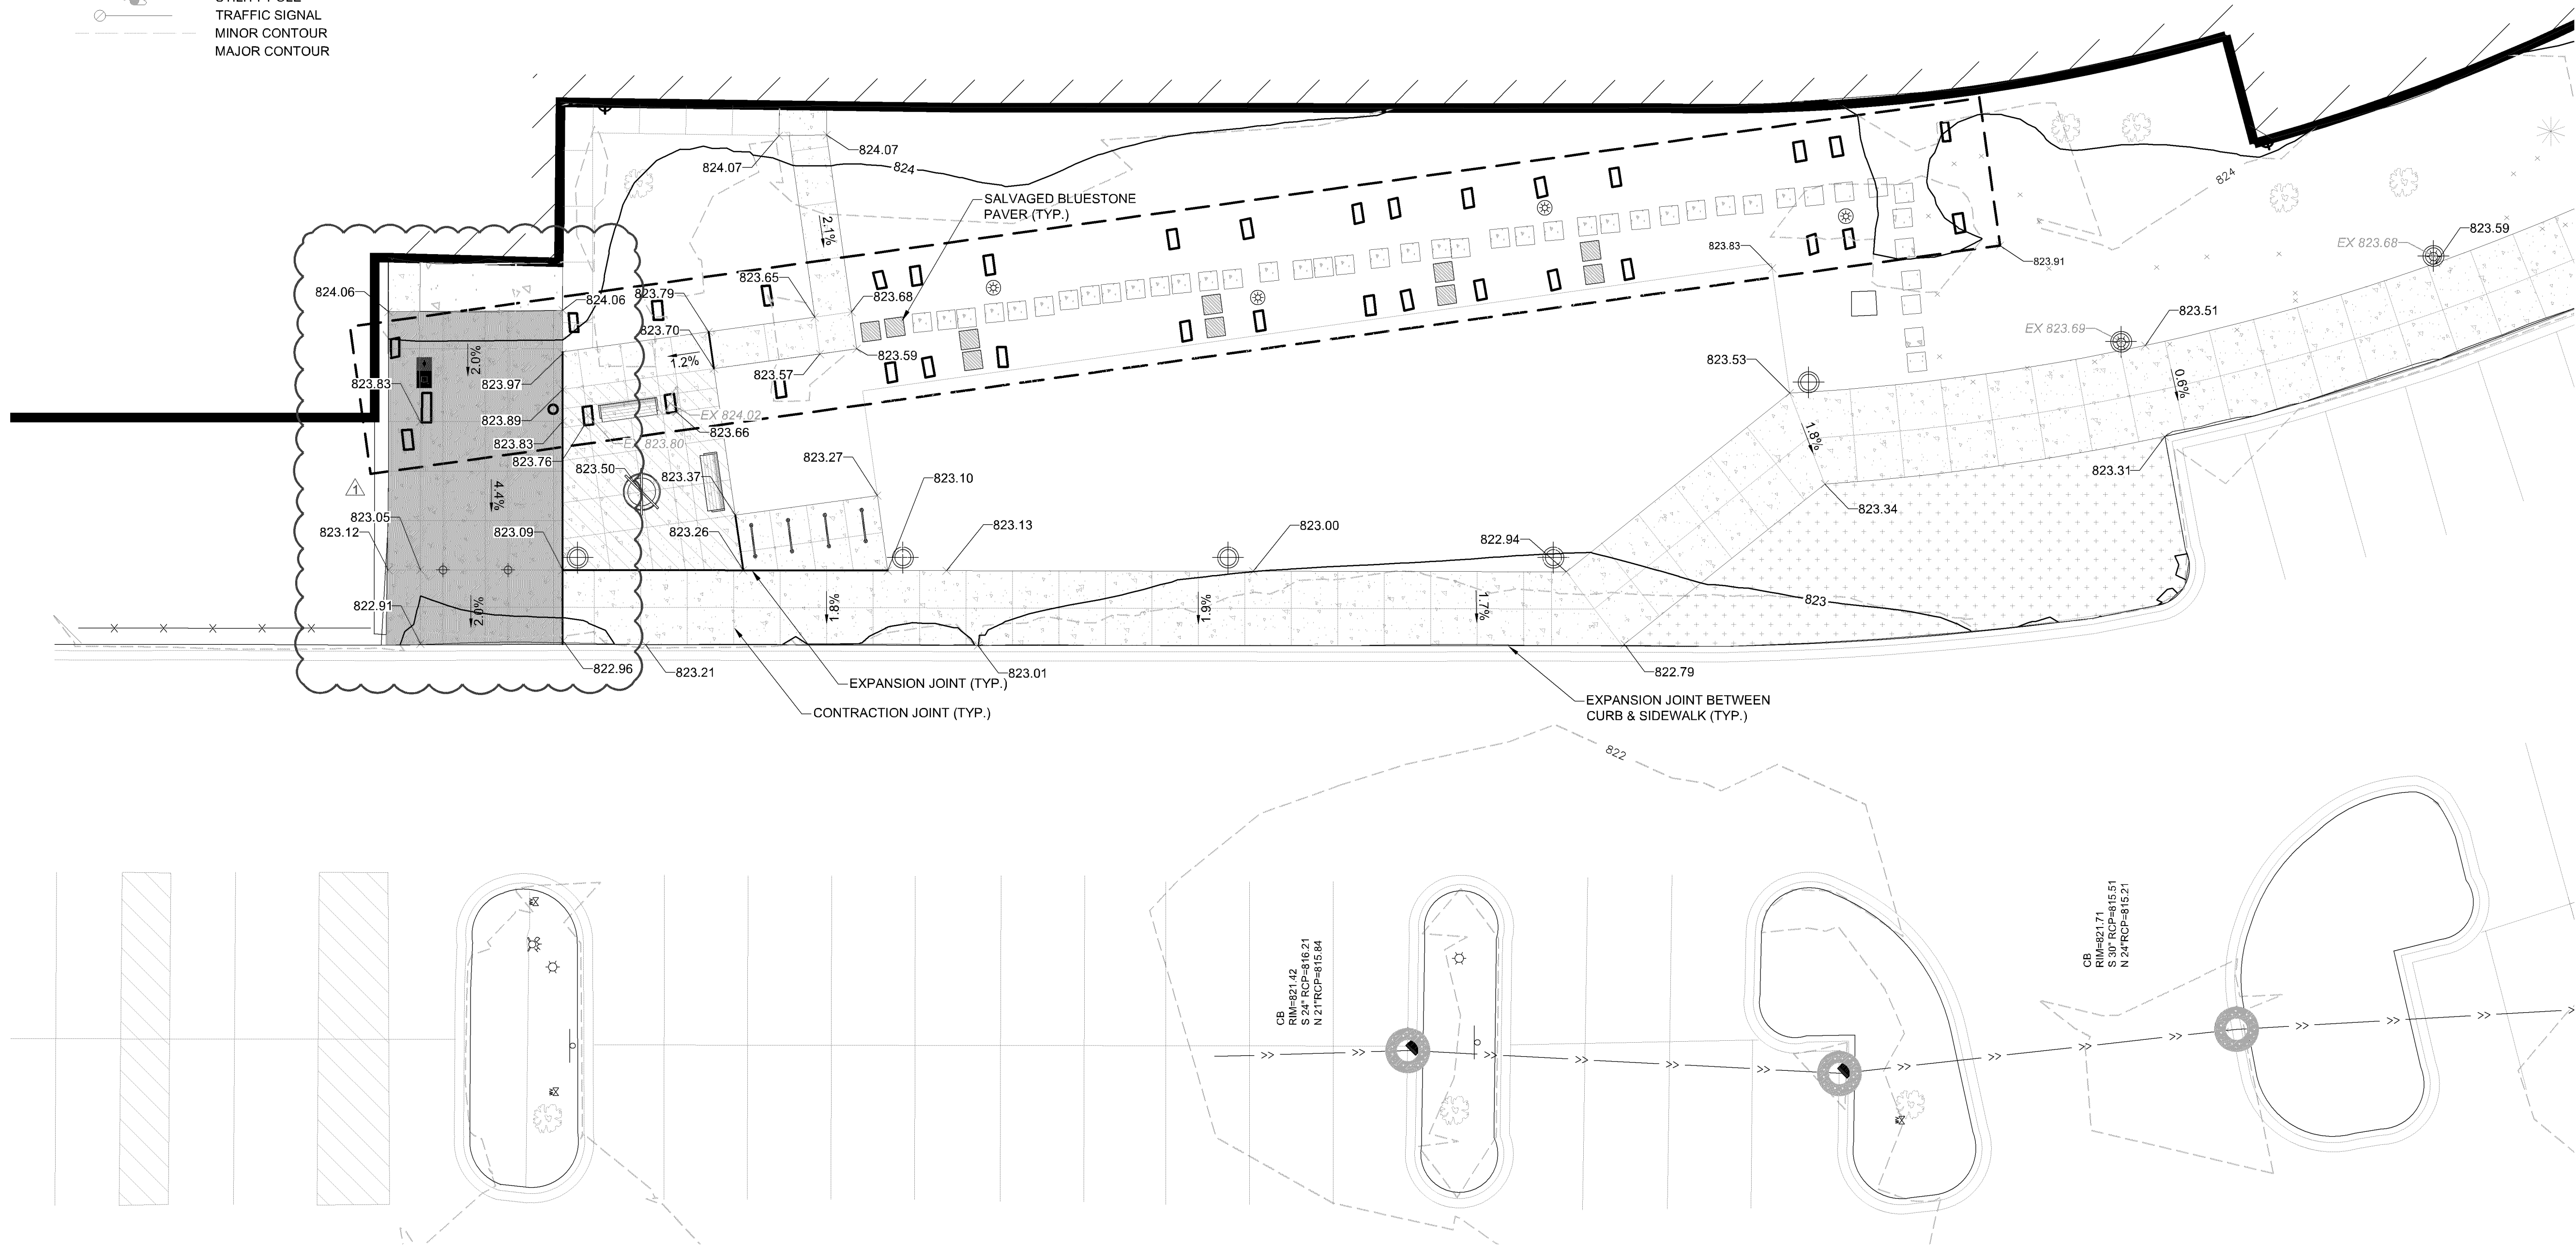 TRAFFIC SIGNAL
MINOR CONTOUR
MAJOR CONTOUR
824.07
824.07
824
SALVAGED BLUESTONE
PAVER (TYP.)
2.1%
824
823.59
EX 823.68
823.83
823.91
823.65
823.79
824.06
824.06
823.68
823.70
823.51
EX 823.69
2.0%
1.2%
823.59
823.53
823.57
823.83
823.97
0.6%
EX 824.02
823.89
823.66
823.83
EX 823.80
1.8%
823.76
823.50
823.27
823.37
823.10
823.31
1
4.4%
823.05
823.12
823.09
823.26
823.13
823.00
822.94
823.34
822.91
2.0%
1.8%
1.9%
1.7%
823
822.96
823.21
823.01
822.79
EXPANSION JOINT (TYP.)
CONTRACTION JOINT (TYP.)
EXPANSION JOINT BETWEEN
CURB & SIDEWALK (TYP.)
822
CB
RIM=821.42
S 24" RCP=816.21
N 21"RCP=815.84
CB
RIM=821.71
S 30" RCP=815.51
N 24"RCP=815.21